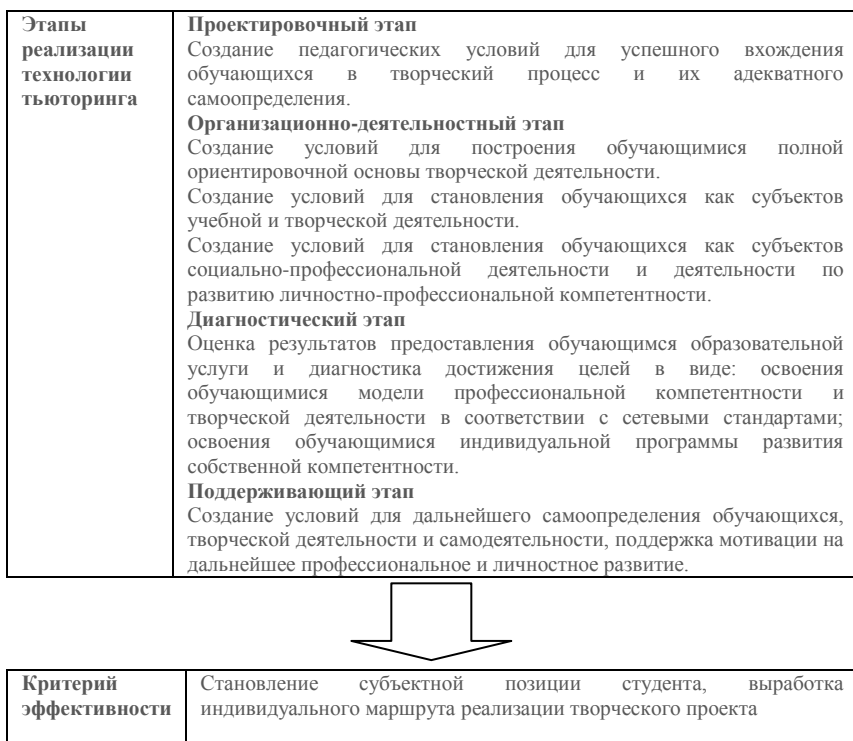 Этапы
реализации
технологии
тьюторинга
Проектировочный этап
Создание педагогических условий для успешного вхождения
обучающихся в творческий процесс и их адекватного
самоопределения.
Организационно-деятельностный этап
Создание условий для построения обучающимися полной
ориентировочной основы творческой деятельности.
Создание условий для становления обучающихся как субъектов
учебной и творческой деятельности.
Создание условий для становления обучающихся как субъектов
социально-профессиональной деятельности и деятельности по
развитию личностно-профессиональной компетентности.
Диагностический этап
Оценка результатов предоставления обучающимся образовательной
услуги и диагностика достижения целей в виде: освоения
обучающимися модели профессиональной компетентности и
творческой деятельности в соответствии с сетевыми стандартами;
освоения обучающимися индивидуальной программы развития
собственной компетентности.
Поддерживающий этап
Создание условий для дальнейшего самоопределения обучающихся,
творческой деятельности и самодеятельности, поддержка мотивации на
дальнейшее профессиональное и личностное развитие.
Критерий
эффективности
Становление субъектной позиции студента, выработка
индивидуального маршрута реализации творческого проекта